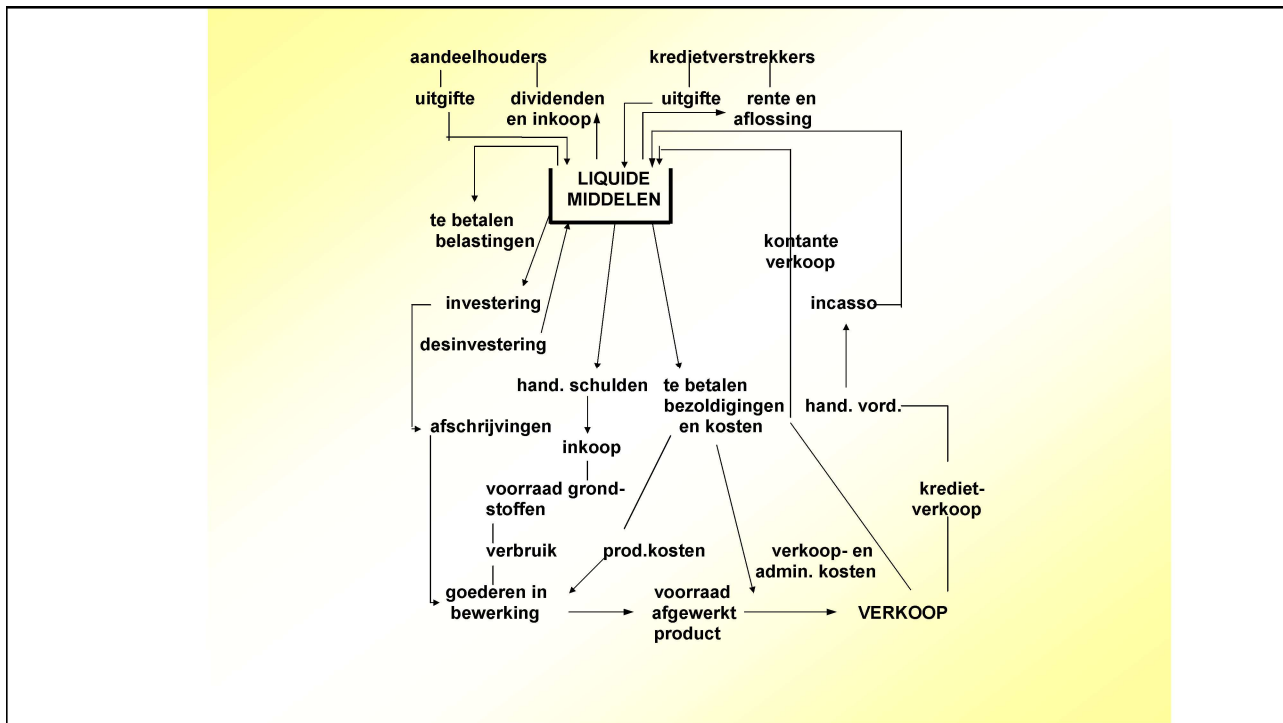 aandeelhouders
kredietverstrekkers
uitgifte
dividenden
en inkoop
uitgifte
rente en
aflossing
LIQUIDE
MIDDELEN
te betalen
belastingen
kontante
verkoop
investering
incasso
desinvestering
hand. schulden
te betalen
bezoldigingen
en kosten
hand. vord.
afschrijvingen
inkoop
voorraad grond-
stoffen
krediet-
verkoop
verbruik
prod.kosten
verkoop- en
admin. kosten
goederen in
bewerking
voorraad
afgewerkt
product
VERKOOP